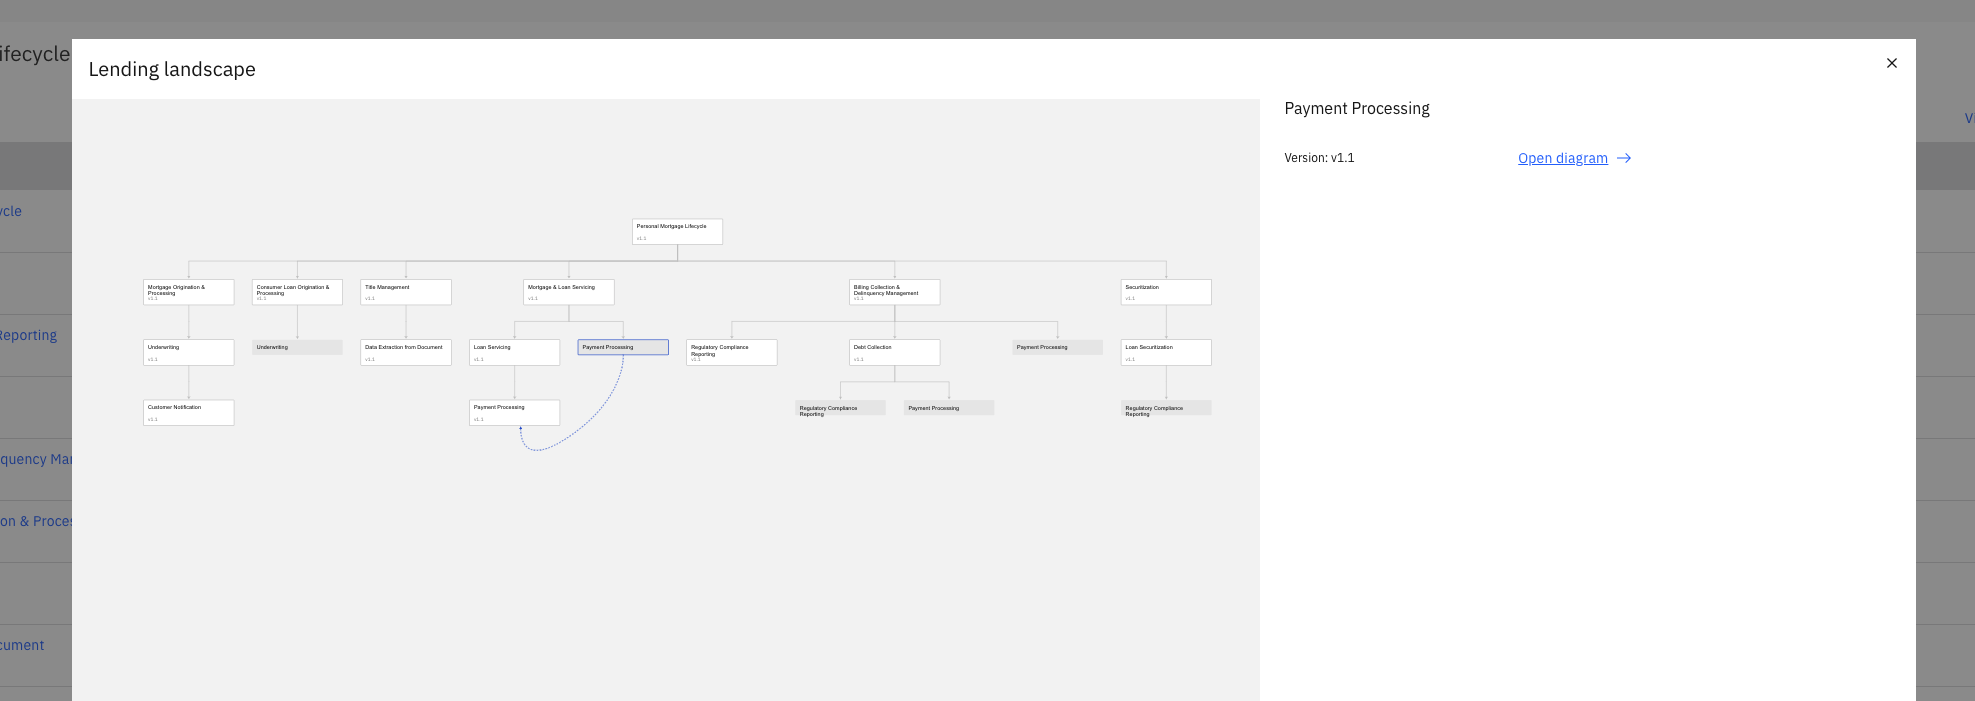 ifecycle
Lending landscape
Payment Processing
Version: v1.1
Open diagram
V
ycle
Reporting
quency Mar
on & Proces
cument
Personal Mortgage Lifecycle
v1.1
Mortgage Origination &
Processing
v1.1
Consumer Loan Origination &
Processing
v1.1
Title Management
v1.1
Mortgage & Loan Servicing
v1.1
Billing Collection &
Delinquency Management
v1.1
Securitization
v1.1
Underwriting
v1.1
Underwriting
Data Extraction from Document
v1.1
Loan Servicing
v1.1
Payment Processing
Regulatory Compliance
Reporting
v1.1
Debt Collection
v1.1
Payment Processing
Loan Securitization
v1.1
Customer Notification
v1.1
Payment Processing
v1.1
Regulatory Compliance
Reporting
Payment Processing
Regulatory Compliance
Reporting